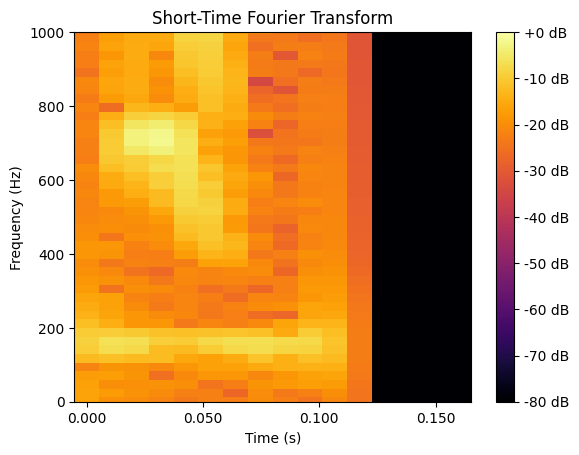 Short-Time Fourier Transform
Frequency (Hz)
1000
800
600
400
200
0
0.000
0.050
0.100
0.150
Time (s)
+0 dB
-10 dB
-20 dB
-30 dB
-40 dB
-50 dB
-60 dB
-70 dB
-80 dB